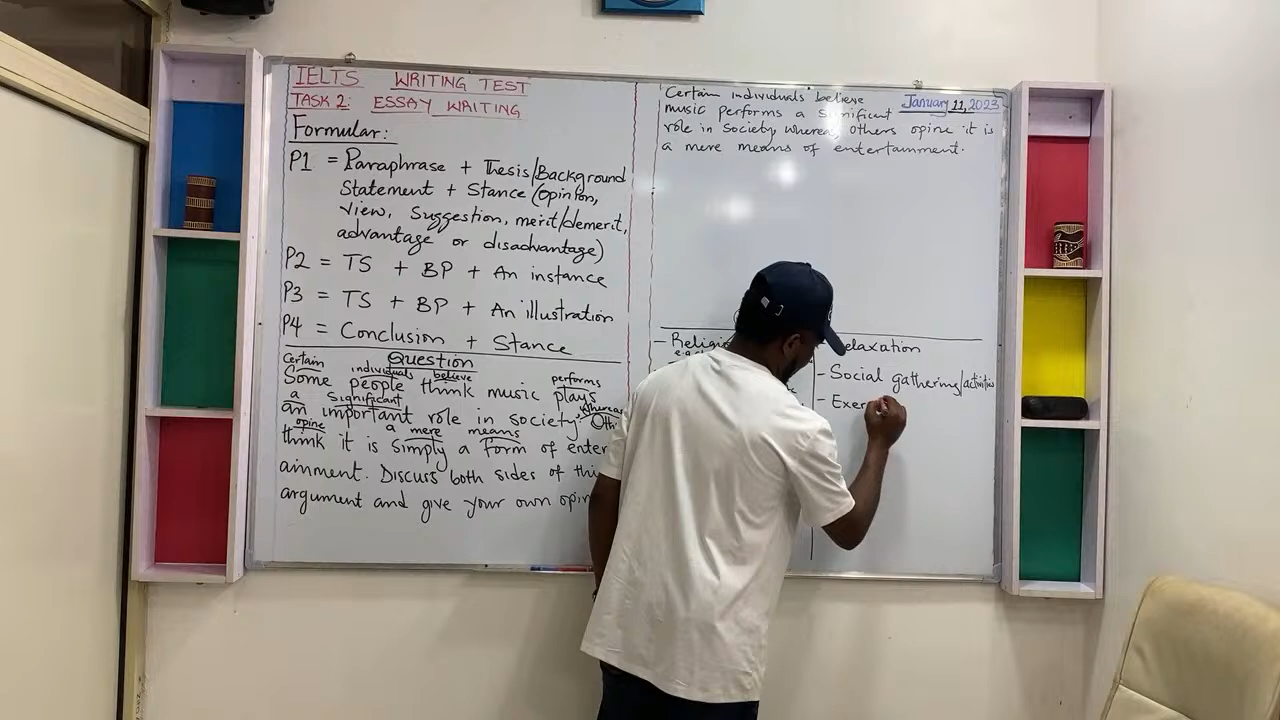 IELTS WRITING TEST
TASK 2: ESSAY WRITING
Formular:
P1 = Paraphrase + Thesis/Background
Statement + Stance (Opinion,
view, suggestion, merit/demerit,
advantage or disadvantage)
P2 = TS + BP + An instance
P3 = TS + BP + An illustration
P4 = Conclusion + Stance
Question
Certain individuals believe performs
Some people think music plays
a significant whereas
an important role in society
opine a mere means
think it is simply a form of enter
ainment. Discuss both sides of this
argument and give your own opin
January 11, 2023
Certain individuals believe
music performs a significant
role in society, whereas others opine it is
a mere means of entertainment.
- Religi
e.g
elaxation
- Social gathering/activities
- Exer